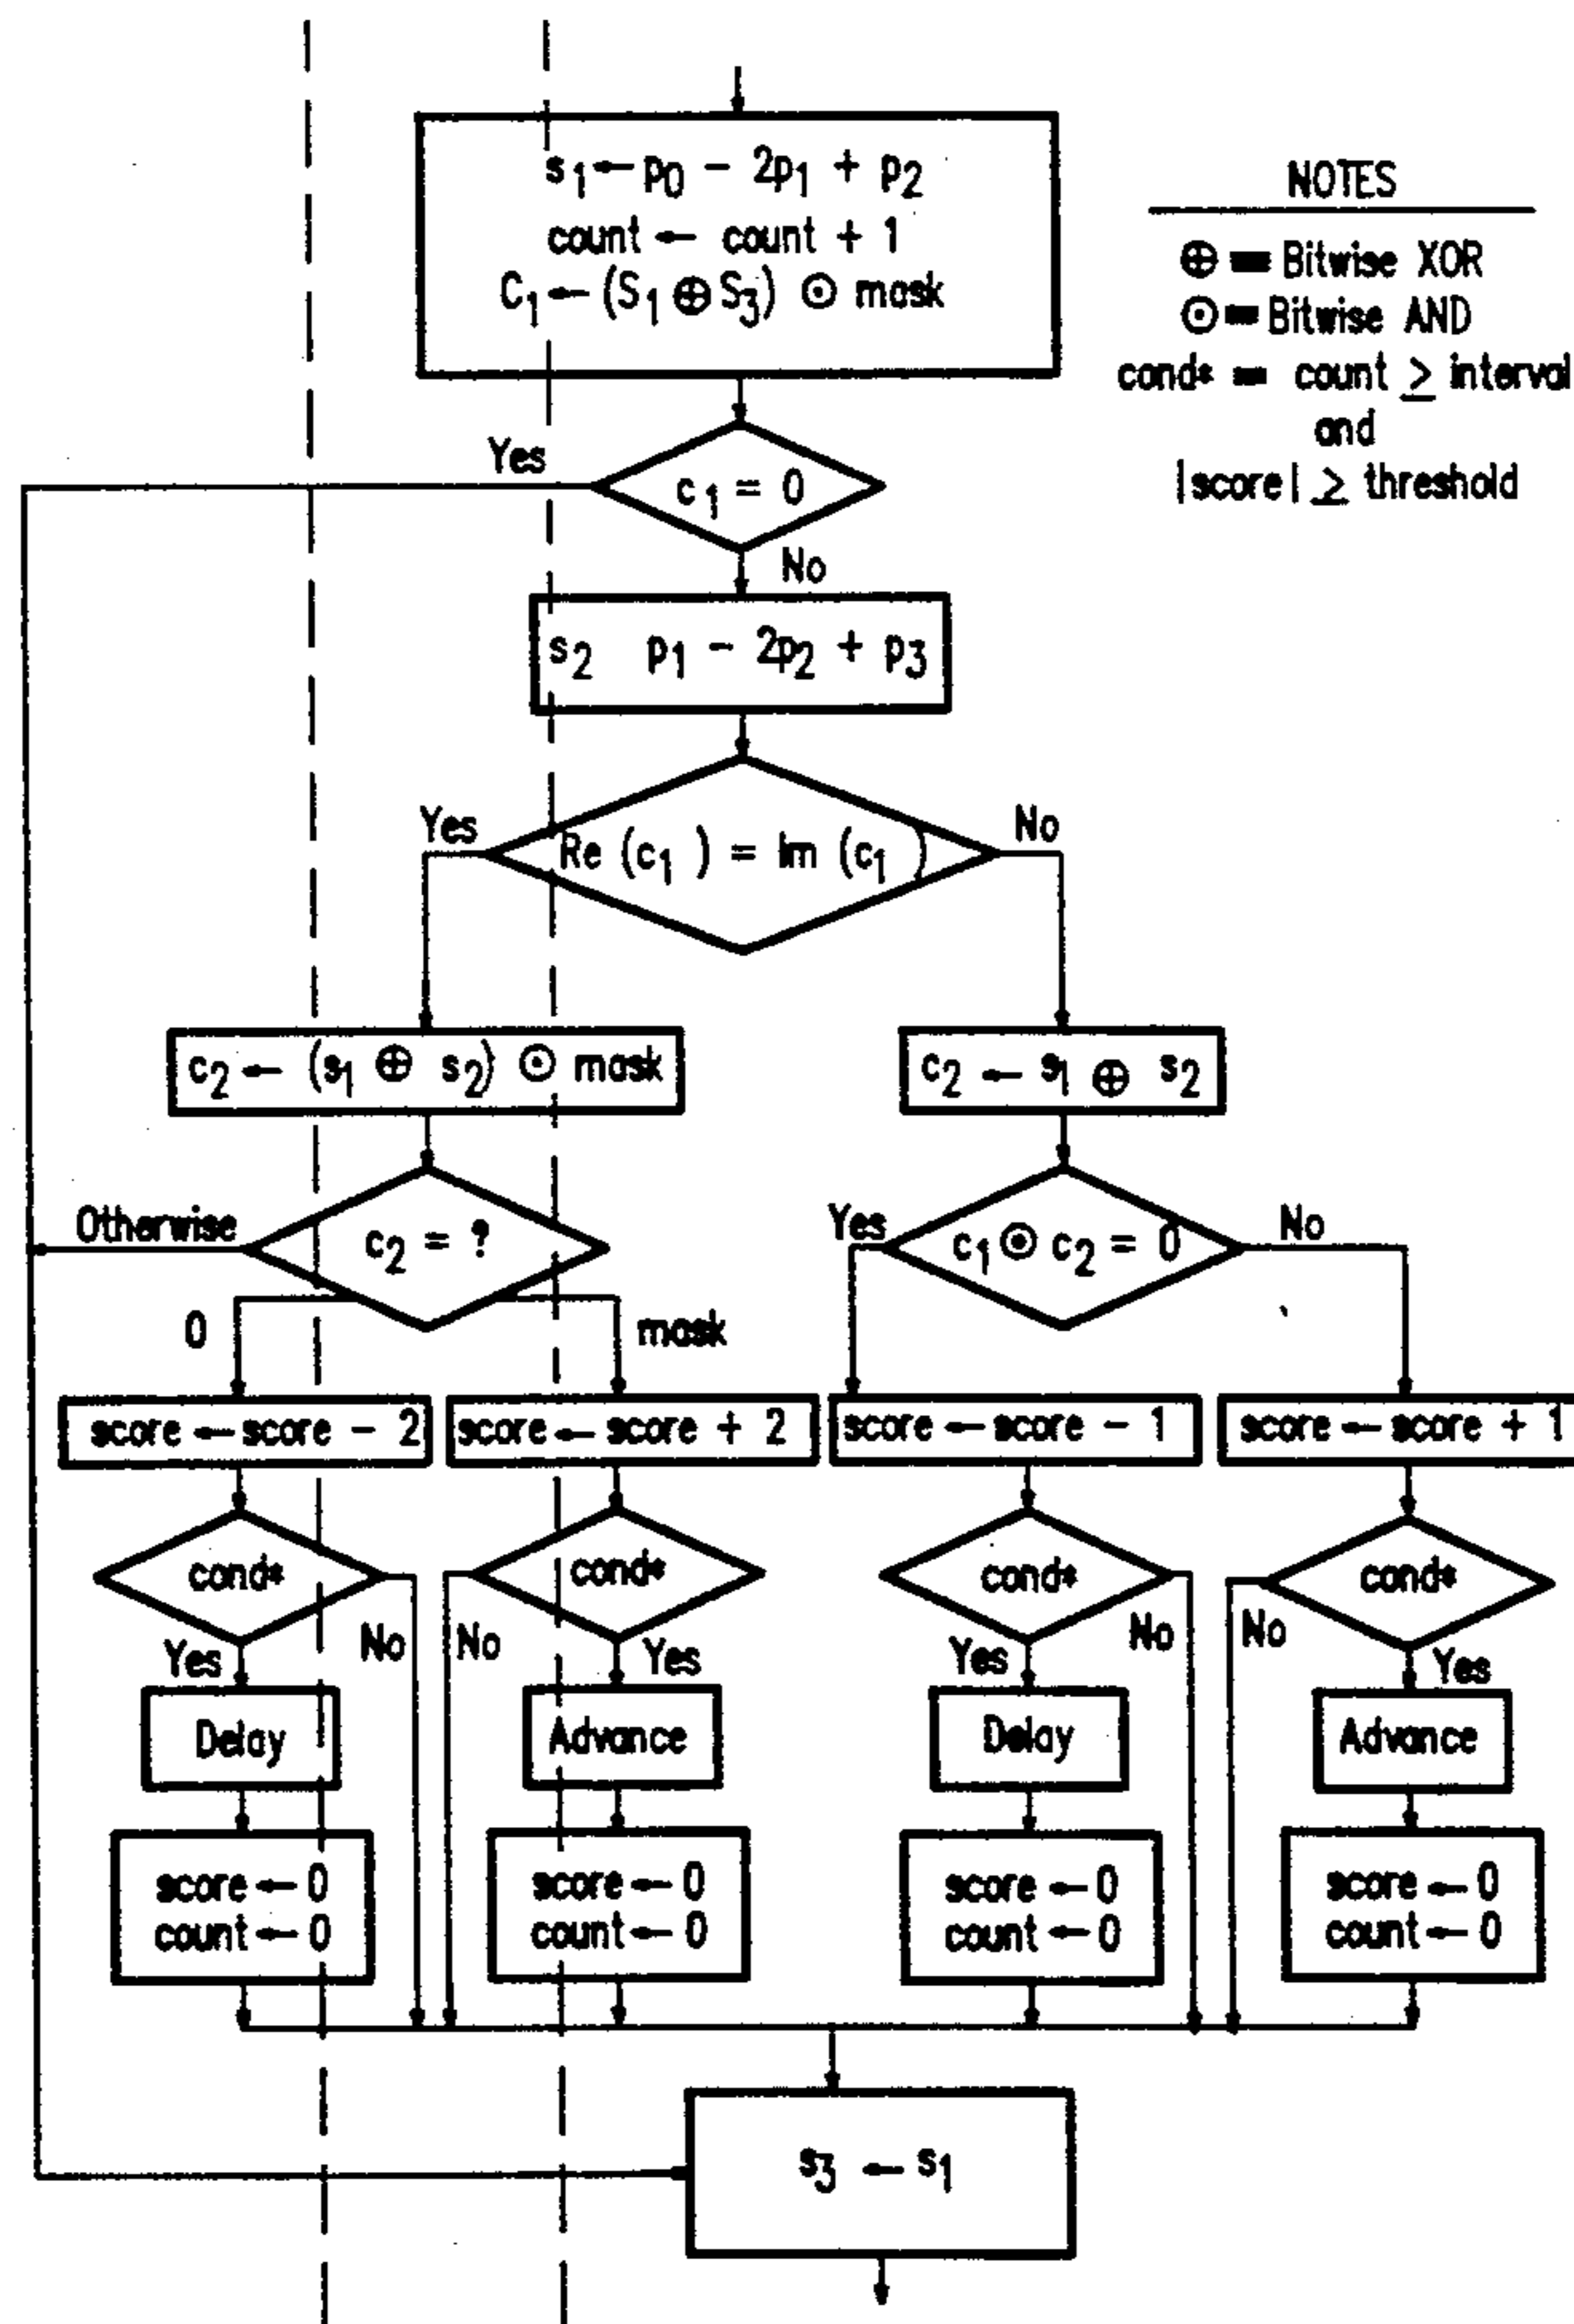 s₁ ← p₀ − 2p₁ + p₂
count ← count + 1
C₁ ← (S₁ ⊕ S₃) ⊙ mask
NOTES
⊕ = Bitwise XOR
⊙ = Bitwise AND
cond* = count ≥ interval
and
|score| ≥ threshold
Yes
c₁ = 0
No
s₂ p₁ − 2p₂ + p₃
Yes
Re (c₁) = Im (c₁)
No
c₂ ← (s₁ ⊕ s₂) ⊙ mask
c₂ ← s₁ ⊕ s₂
Otherwise
c₂ = ?
Yes
c₁ ⊙ c₂ = 0
No
0
mask
score ← score − 2
score ← score + 2
score ← score − 1
score ← score + 1
cond*
cond*
cond*
cond*
Yes
No
No
Yes
Yes
No
No
Yes
Delay
Advance
Delay
Advance
score ← 0
count ← 0
score ← 0
count ← 0
score ← 0
count ← 0
score ← 0
count ← 0
s₃ ← s₁